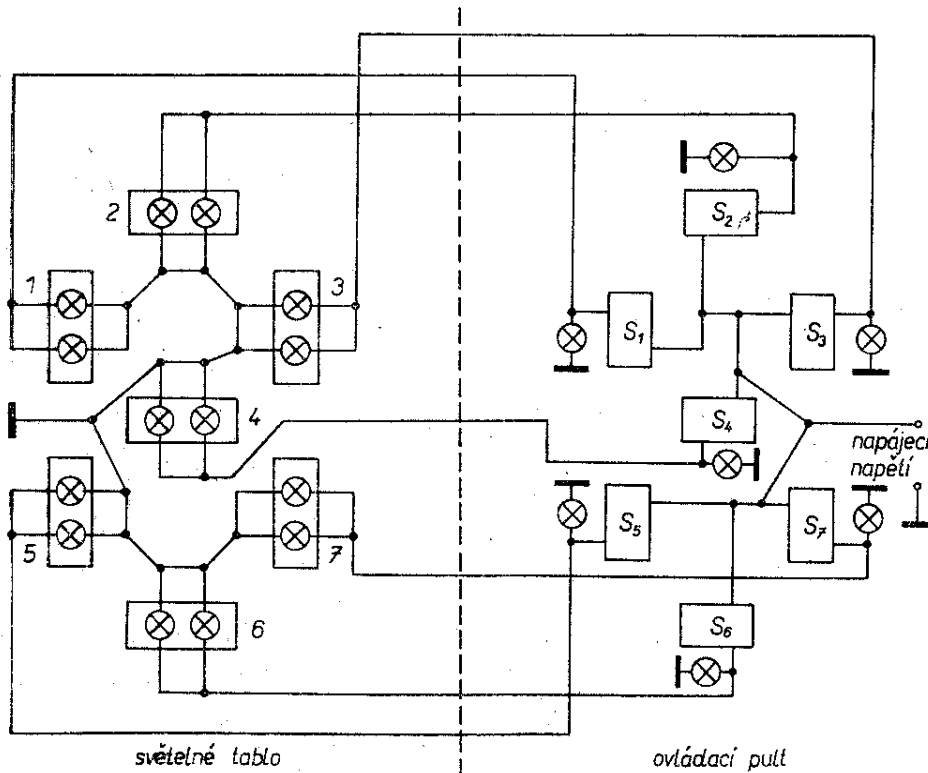 2
S₂
1
3
S₁
S₃
4
S₄
napájecí
napětí
5
7
S₅
S₇
6
S₆
světelné tablo
ovládací pult